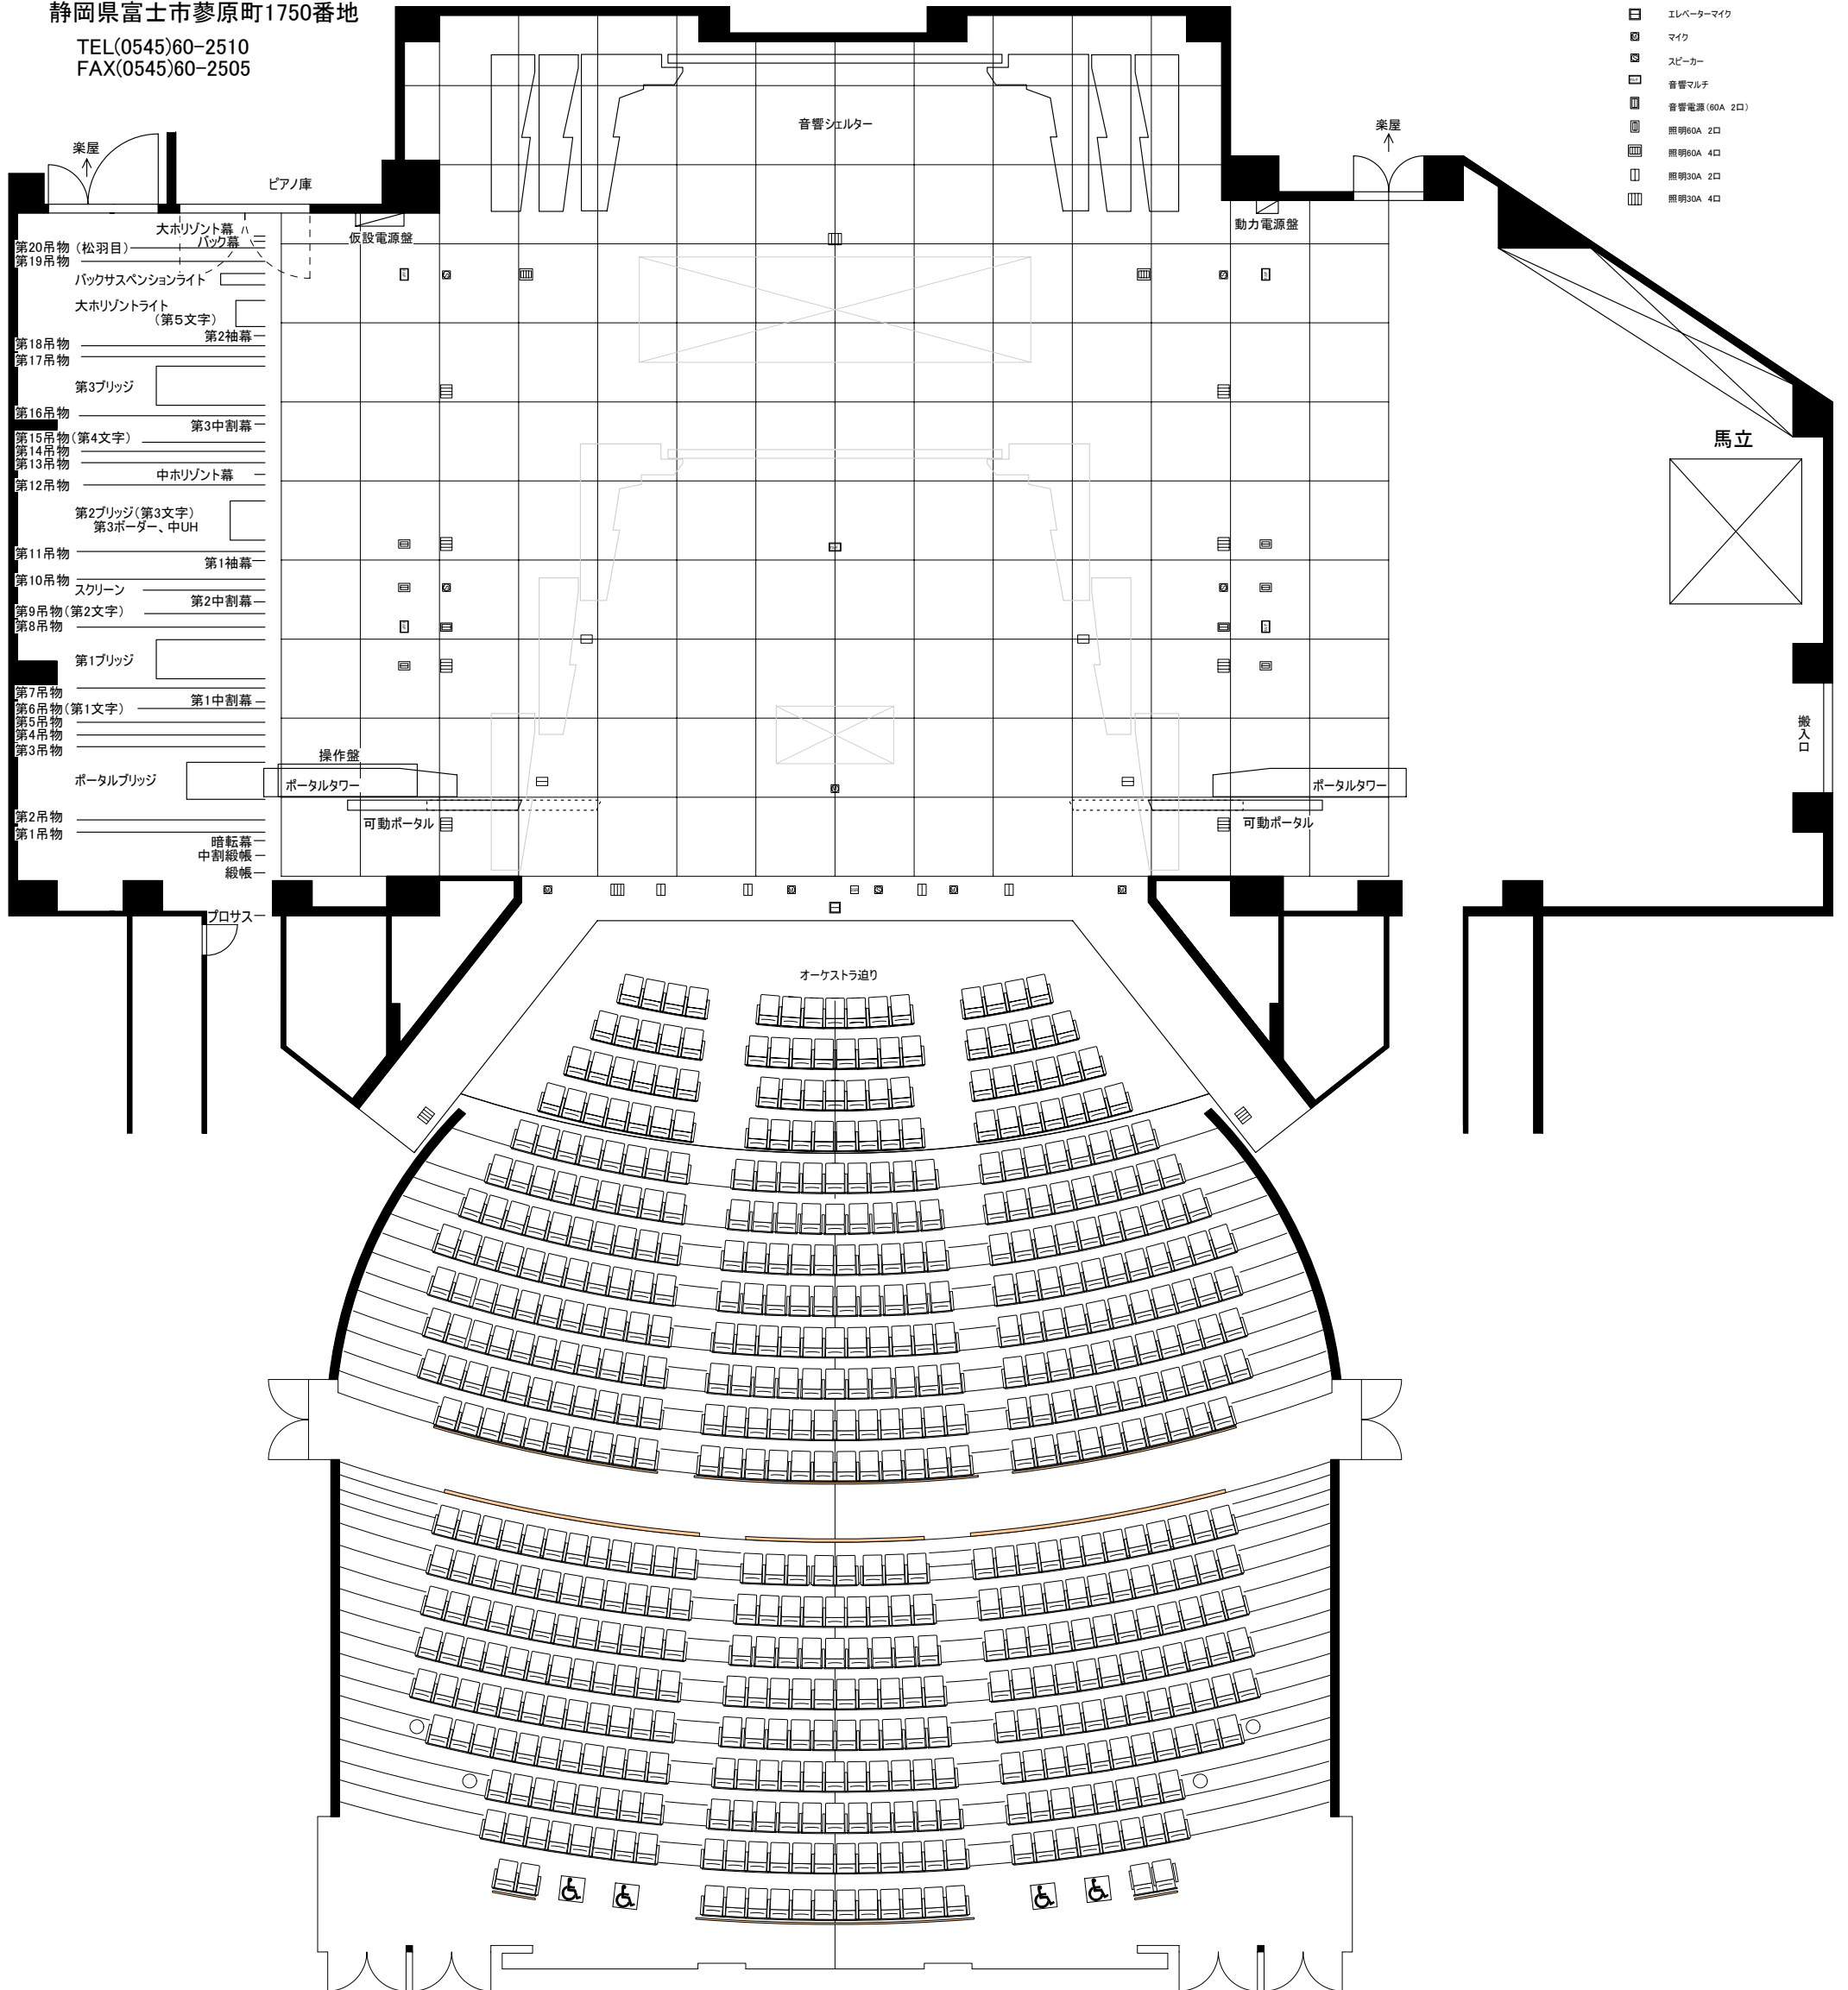 静岡県富士市蓼原町1750番地
TEL(0545)60-2510
FAX(0545)60-2505
エレベーターマイク
マイク
スピーカー
音響マルチ
音響電源(60A 2口)
照明60A 2口
照明60A 4口
照明30A 2口
照明30A 4口
楽屋
ピアノ庫
音響シェルター
楽屋
仮設電源盤
動力電源盤
大ホリゾント幕
バック幕
第20吊物(松羽目)
第19吊物
バックサスペンションライト
大ホリゾントライト
(第5文字)
第2袖幕
第18吊物
第17吊物
第3ブリッジ
第16吊物
第3中割幕
第15吊物(第4文字)
第14吊物
第13吊物
中ホリゾント幕
第12吊物
第2ブリッジ(第3文字)
第3ボーダー、中UH
第11吊物
第1袖幕
第10吊物
スクリーン
第2中割幕
第9吊物(第2文字)
第8吊物
第1ブリッジ
第7吊物
第1中割幕
第6吊物(第1文字)
第5吊物
第4吊物
第3吊物
操作盤
ポータルブリッジ
ポータルタワー
可動ポータル
第2吊物
第1吊物
暗転幕
中割緞帳
緞帳
プロサス
馬立
搬入口
ポータルタワー
可動ポータル
オーケストラ迫り